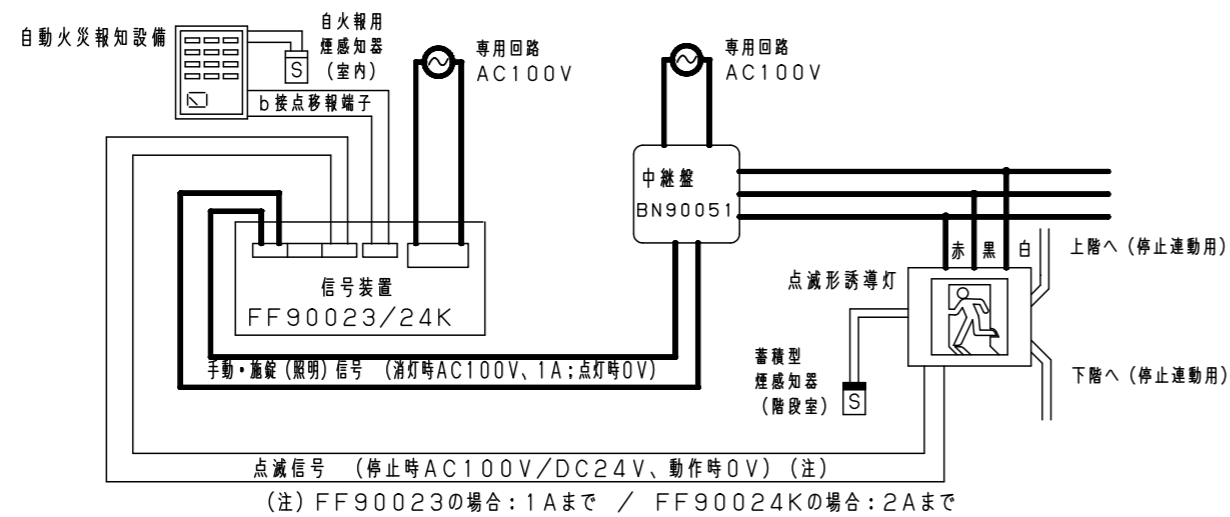 自動火災報知設備
自火報用
煙感知器
(室内)
S
b接点移報端子
専用回路
AC100V
専用回路
AC100V
中継盤
BN90051
赤 黒 白
上階へ(停止連動用)
点滅形誘導灯
下階へ(停止連動用)
蓄積型
煙感知器
(階段室)
S
信号装置
FF90023/24K
手動・施錠(照明)信号 (消灯時AC100V、1A;点灯時0V)
点滅信号 (停止時AC100V/DC24V、動作時0V)(注)
(注)FF90023の場合:1Aまで / FF90024Kの場合:2Aまで